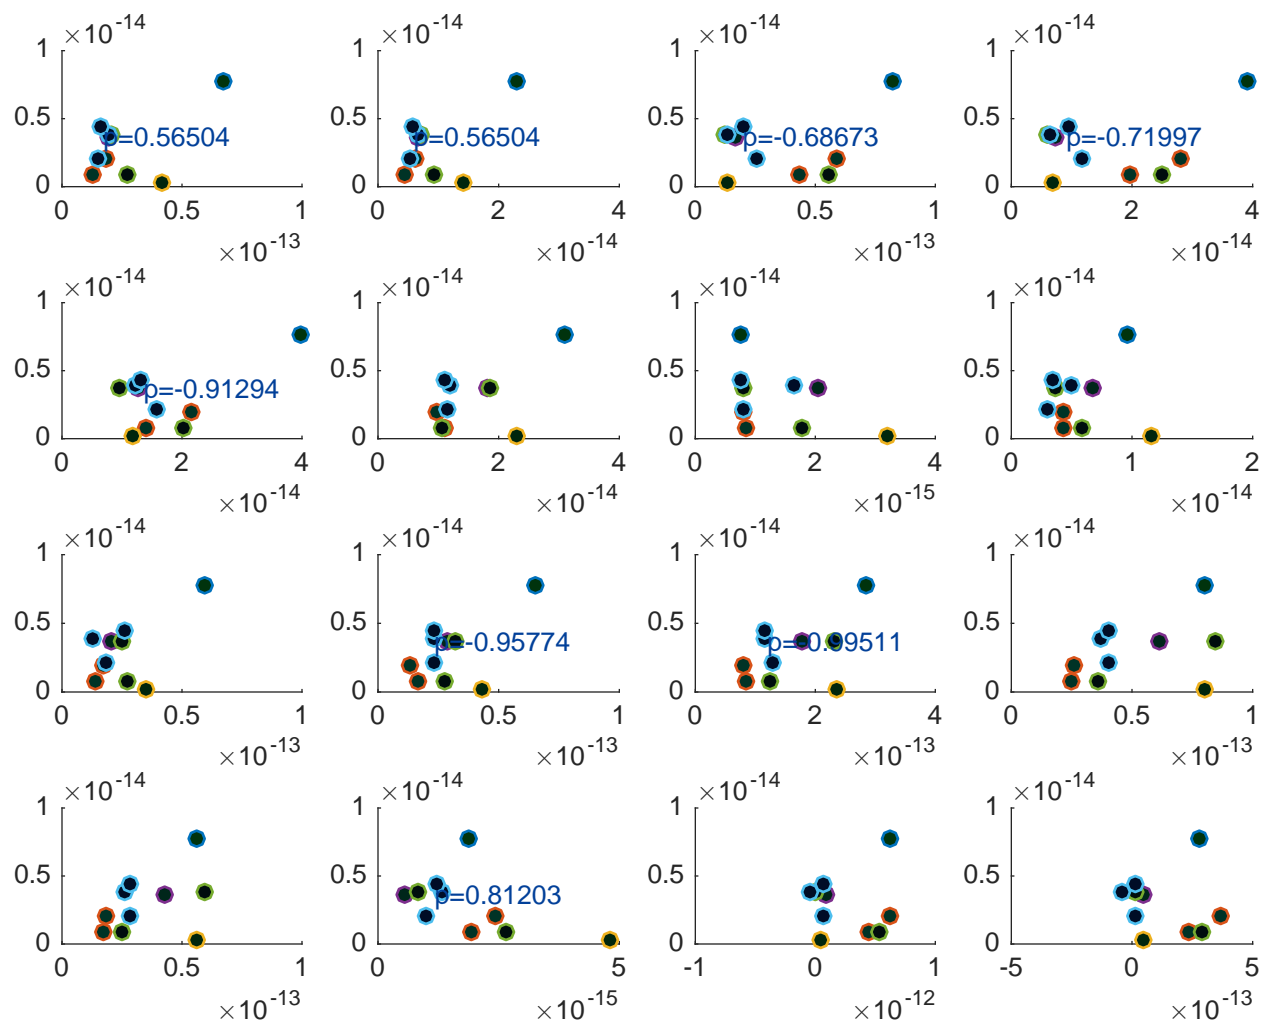 ×10-14 ×10-14 ×10-14 ×10-14
1 1 1 1
0.5 0.5 0.5 0.5
p=0.56504 p=0.56504 p=-0.68673 p=-0.71997
0 0 0 0
0 0.5 1 0 2 4 0 0.5 1 0 2 4
×10-13 ×10-14 ×10-13 ×10-14
×10-14 ×10-14 ×10-14 ×10-14
1 1 1 1
0.5 0.5 0.5 0.5
p=-0.91294
0 0 0 0
0 2 4 0 2 4 0 2 4 0 1 2
×10-14 ×10-14 ×10-15 ×10-14
×10-14 ×10-14 ×10-14 ×10-14
1 1 1 1
0.5 0.5 0.5 0.5
p=-0.95774 p=-0.99511
0 0 0 0
0 0.5 1 0 0.5 1 0 2 4 0 0.5 1
×10-13 ×10-13 ×10-13 ×10-13
×10-14 ×10-14 ×10-14 ×10-14
1 1 1 1
0.5 0.5 0.5 0.5
p=0.81203
0 0 0 0
0 0.5 1 0 5 -1 0 1 -5 0 5
×10-13 ×10-15 ×10-12 ×10-13